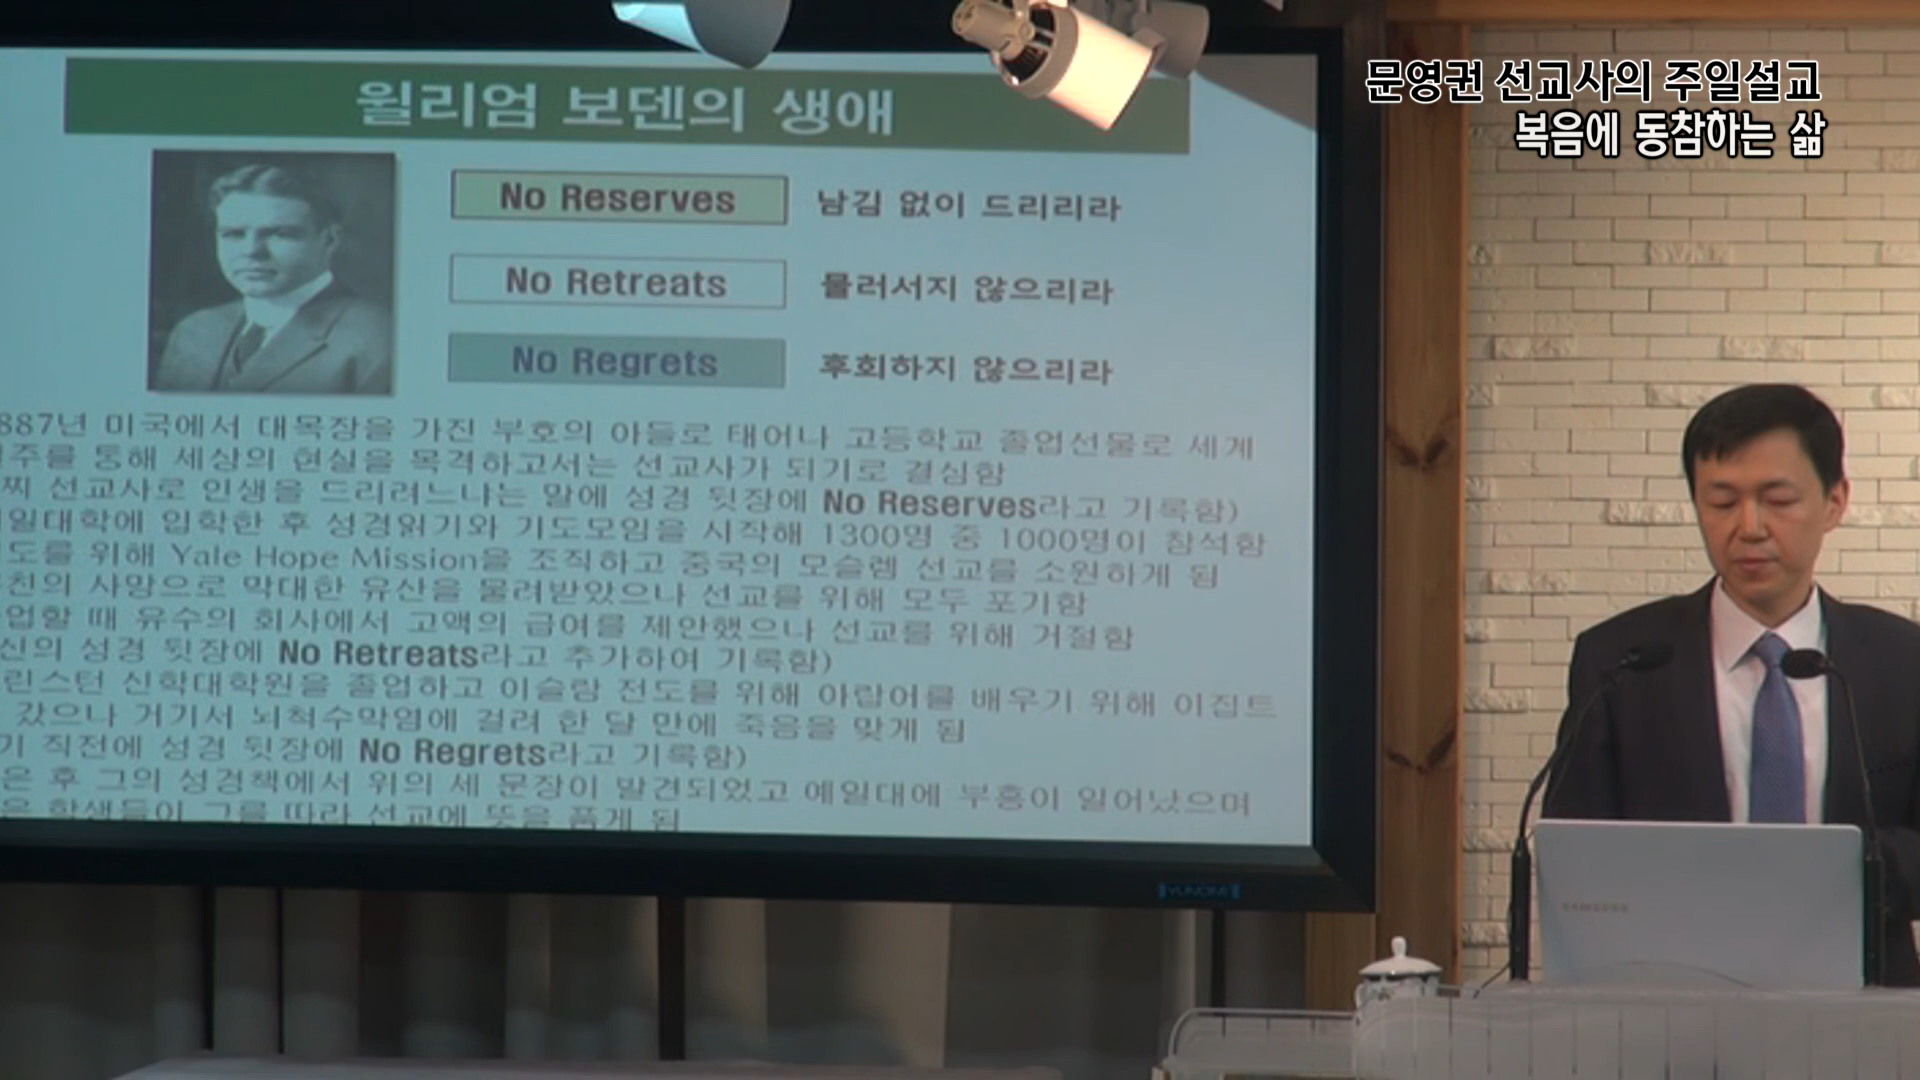 문영권 선교사의 주일설교
복음에 동참하는 삶
윌리엄 보덴의 생애
No Reserves 남김 없이 드리리라
No Retreats 물러서지 않으리라
No Regrets 후회하지 않으리라
887년 미국에서 대목장을 가진 부호의 아들로 태어나 고등학교 졸업선물로 세계
주를 통해 세상의 현실을 목격하고서는 선교사가 되기로 결심함
찌 선교사로 인생을 드리려느냐는 말에 성경 뒷장에 No Reserves라고 기록함)
일대학에 입학한 후 성경읽기와 기도모임을 시작해 1300명 중 1000명이 참석함
도를 위해 Yale Hope Mission을 조직하고 중국의 모슬렘 선교를 소원하게 됨
친의 사망으로 막대한 유산을 물려받았으나 선교를 위해 모두 포기함
업할 때 유수의 회사에서 고액의 급여를 제안했으나 선교를 위해 거절함
신의 성경 뒷장에 No Retreats라고 추가하여 기록함)
린스턴 신학대학원을 졸업하고 이슬람 전도를 위해 아랍어를 배우기 위해 이집트
갔으나 거기서 뇌척수막염에 걸려 한 달 만에 죽음을 맞게 됨
기 직전에 성경 뒷장에 No Regrets라고 기록함)
은 후 그의 성경책에서 위의 세 문장이 발견되었고 예일대에 부흥이 일어났으며
은 학생들이 그를 따라 선교에 뜻을 품게 됨
SAMSUNG